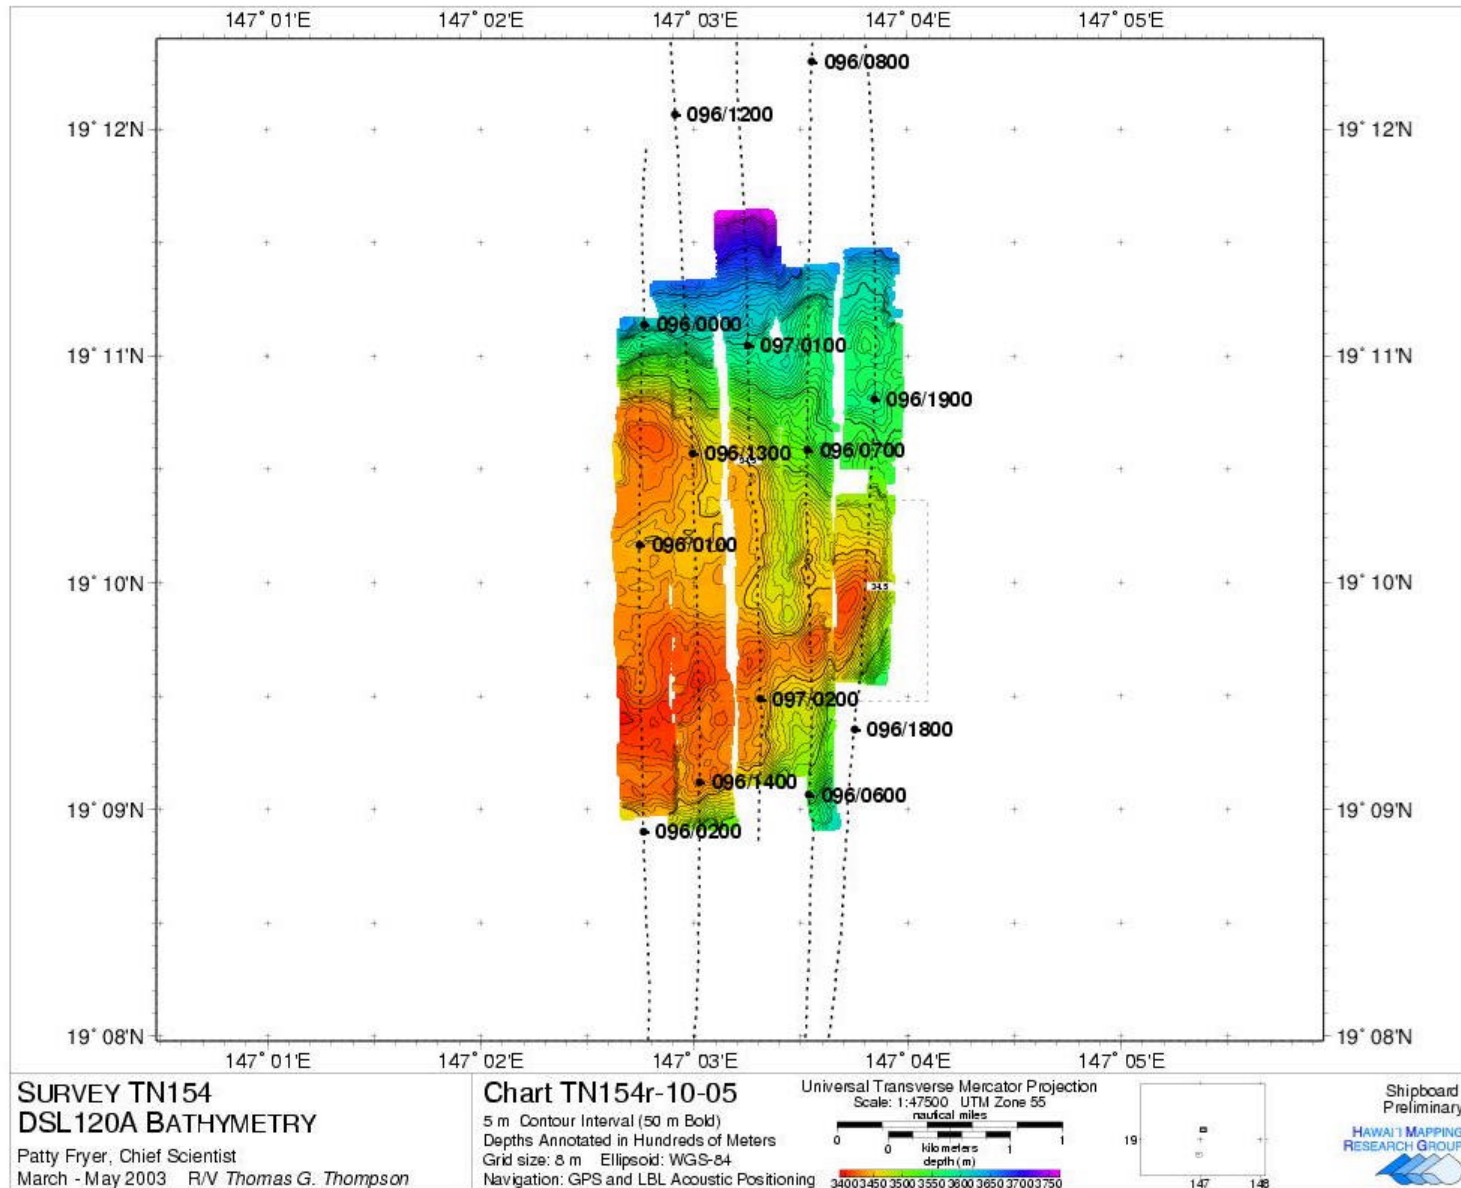 147° 01'E 147° 02'E 147° 03'E 147° 04'E 147° 05'E
096/0800
096/1200
19° 12'N 19° 12'N
096/0000
097/0100
19° 11'N 19° 11'N
096/1900
096/0700
096/1300
34.5
096/0100
19° 10'N 19° 10'N
34.5
097/0200
096/1800
096/1400
096/0600
19° 09'N 19° 09'N
096/0200
19° 08'N 19° 08'N
147° 01'E 147° 02'E 147° 03'E 147° 04'E 147° 05'E
SURVEY TN154
DSL120A BATHYMETRY
Patty Fryer, Chief Scientist
March - May 2003 R/V Thomas G. Thompson
Chart TN154r-10-05
5 m Contour Interval (50 m Bold)
Depths Annotated in Hundreds of Meters
Grid size: 8 m Ellipsoid: WGS-84
Navigation: GPS and LBL Acoustic Positioning
Universal Transverse Mercator Projection
Scale: 1:47500 UTM Zone 55
nautical miles
0 1
0 kilometers 1
depth (m)
3400 3450 3500 3550 3600 3650 3700 3750
19
147 148
Shipboard
Preliminary
HAWAI'I MAPPING
RESEARCH GROUP